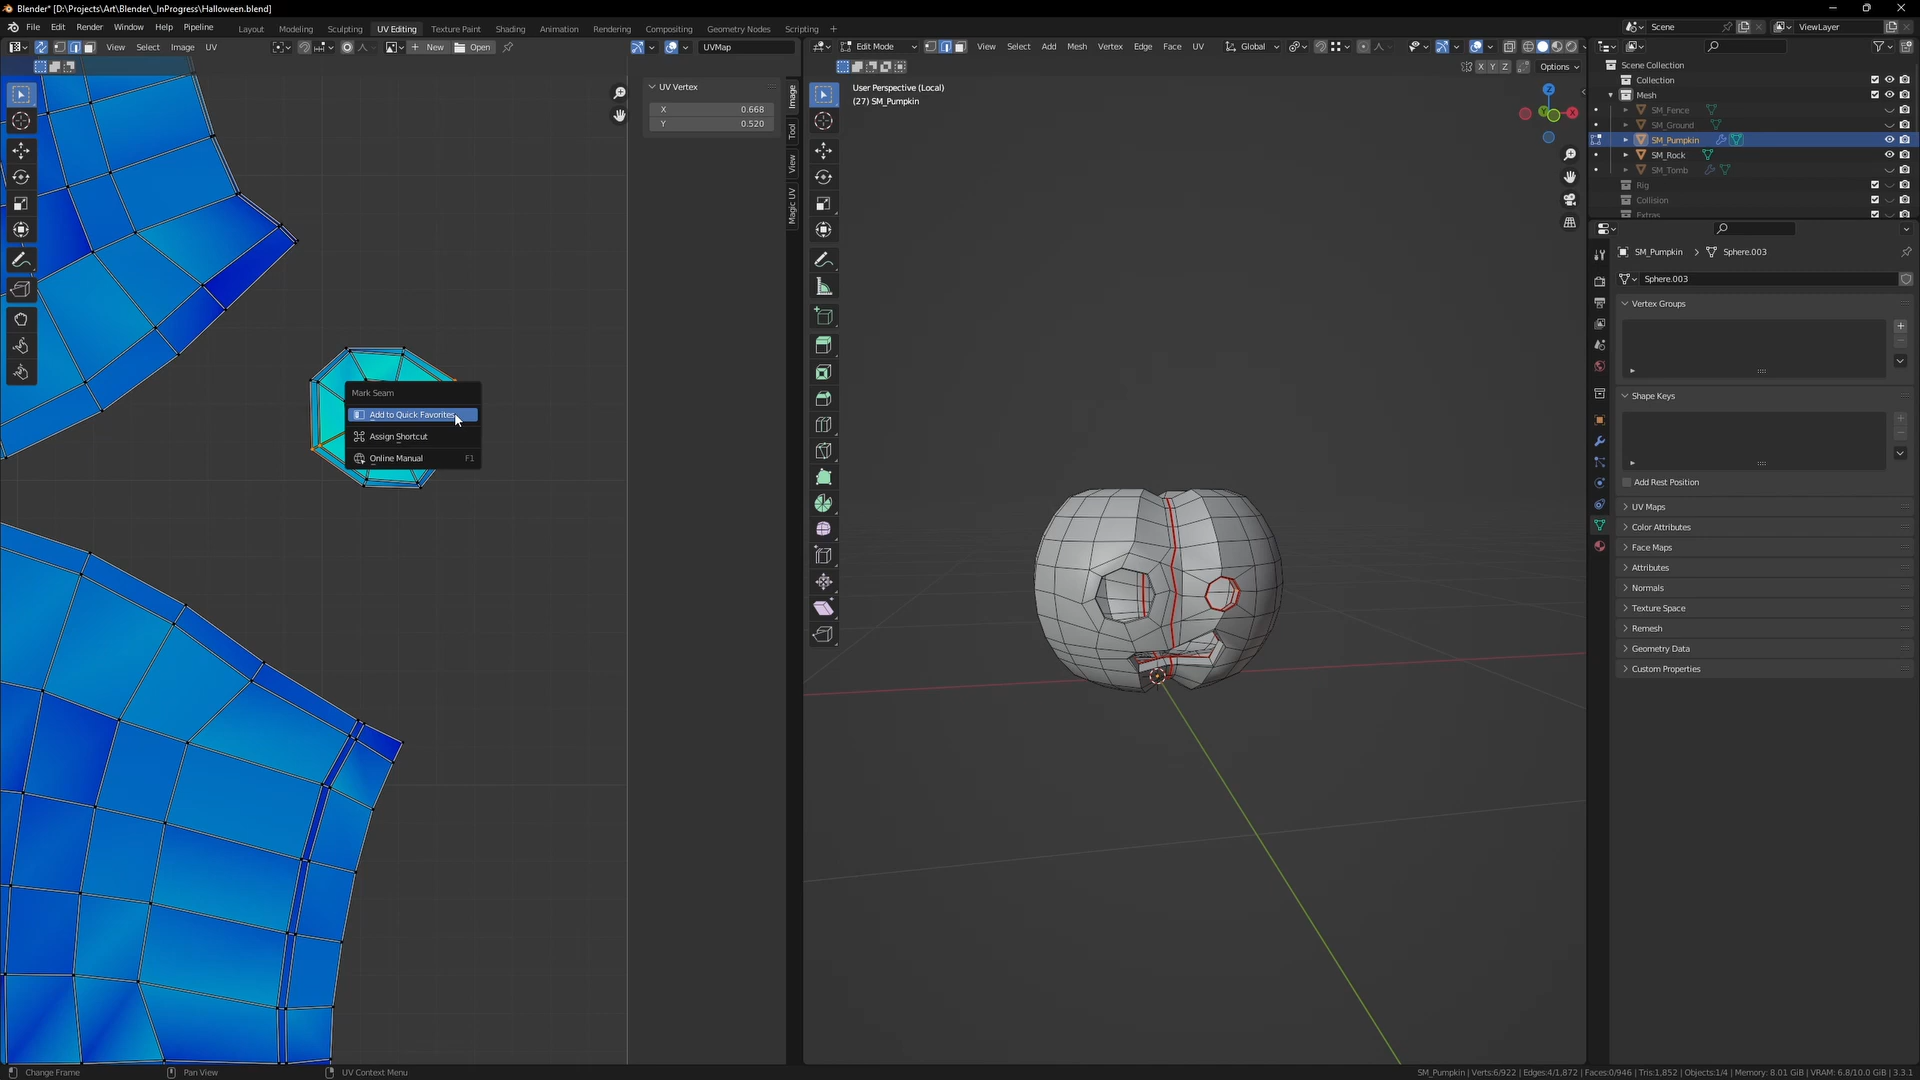 Blender* [D:\Projects\Art\Blender\_InProgress\Halloween.blend]
File Edit Render Window Help Pipeline
Layout Modeling Sculpting UV Editing Texture Paint Shading Animation Rendering Compositing Geometry Nodes Scripting +
Scene
ViewLayer
View Select Image UV
New Open
UVMap
Edit Mode
View Select Add Mesh Vertex Edge Face UV
Global
X Y Z Options
UV Vertex
X 0.668
Y 0.520
Image
Tool
View
Magic UV
User Perspective (Local)
(27) SM_Pumpkin
Z
X
Y
Mark Seam
Add to Quick Favorites
Assign Shortcut
Online Manual F1
Scene Collection
Collection
Mesh
SM_Fence
SM_Ground
SM_Pumpkin
SM_Rock
SM_Tomb
Rig
Collision
Extras
SM_Pumpkin > Sphere.003
Sphere.003
Vertex Groups
Shape Keys
Add Rest Position
UV Maps
Color Attributes
Face Maps
Attributes
Normals
Texture Space
Remesh
Geometry Data
Custom Properties
Change Frame
Pan View
UV Context Menu
SM_Pumpkin | Verts:6/922 | Edges:4/1,872 | Faces:0/946 | Tris:1,852 | Objects:1/4 | Memory: 8.01 GiB | VRAM: 6.8/10.0 GiB | 3.3.1